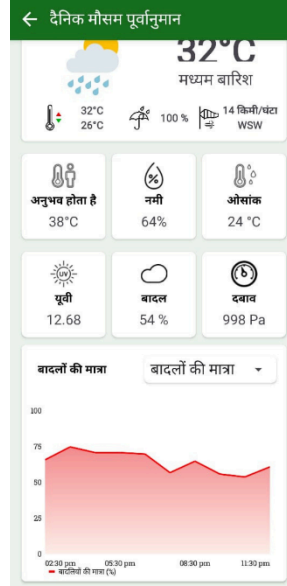 ← दैनिक मौसम पूर्वानुमान
32°C
मध्यम बारिश
32°C
26°C
100 %
14 किमी/घंटा
WSW
अनुभव होता है
38°C
नमी
64%
ओसांक
24 °C
UV
यूवी
12.68
बादल
54 %
दबाव
998 Pa
बादलों की मात्रा
बादलों की मात्रा
100
75
50
25
0
02:30 pm 05:30 pm 08:30 pm 11:30 pm
बादलियों की मात्रा (%)